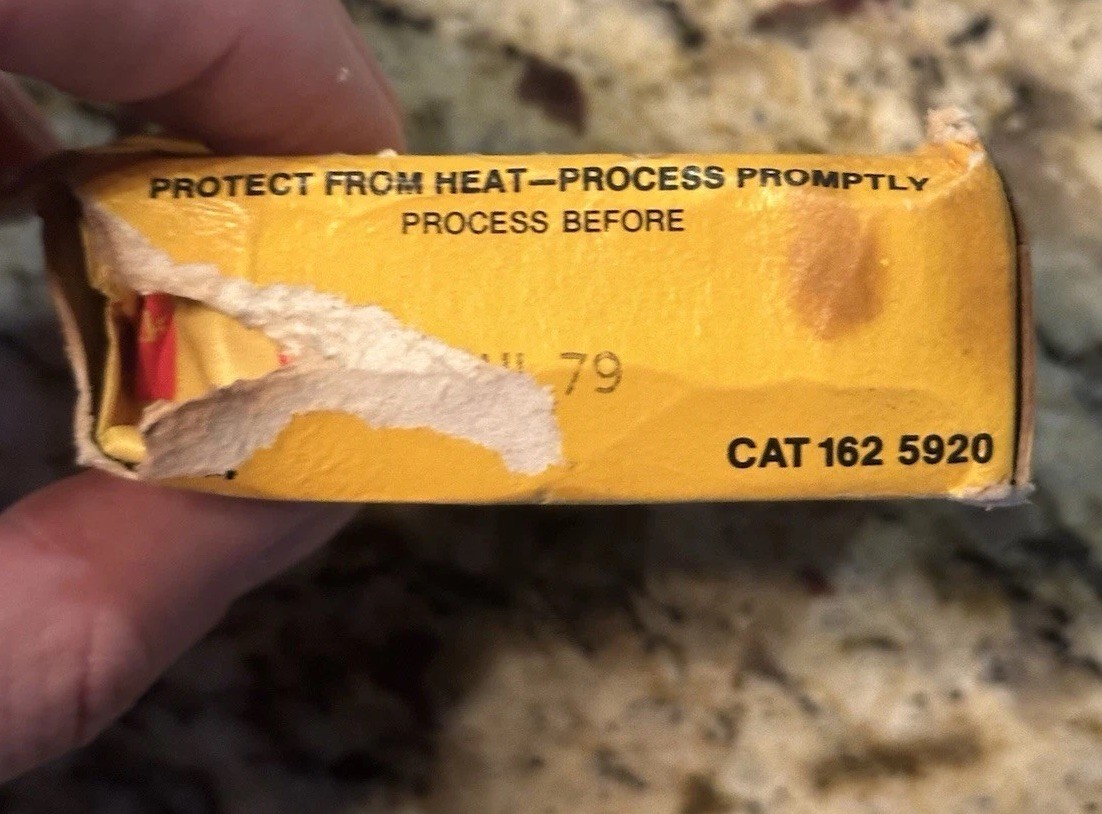 PROTECT FROM HEAT—PROCESS PROMPTLY
PROCESS BEFORE
79
CAT 162 5920